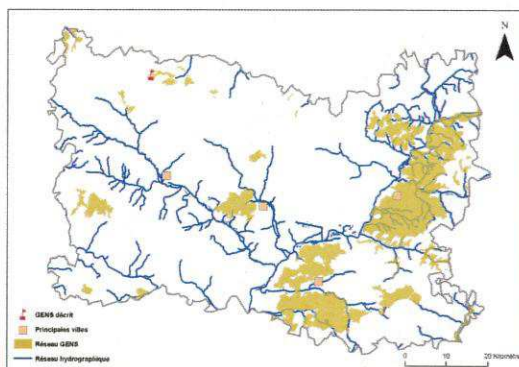 N
GENS décrit
Principales villes
Réseau GENS
Réseau hydrographique
0 10 20 Kilomètres